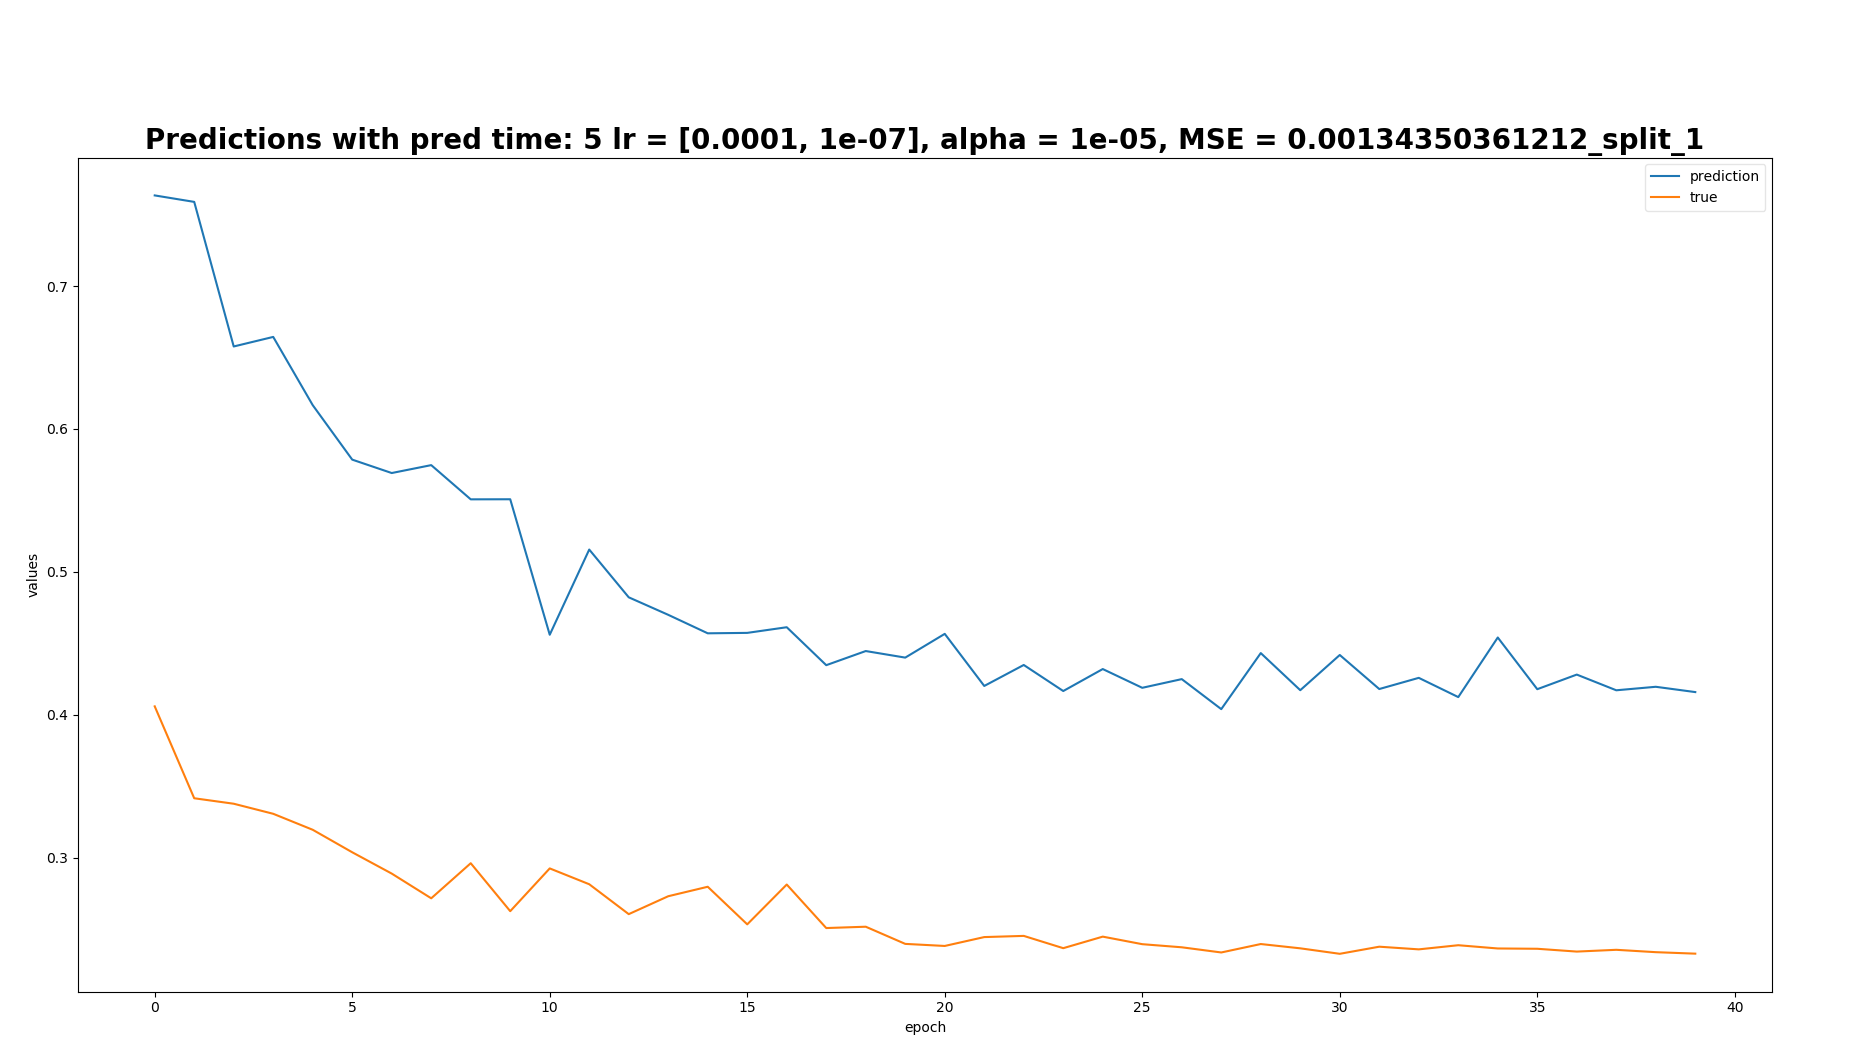 Predictions with pred time: 5 lr = [0.0001, 1e-07], alpha = 1e-05, MSE = 0.00134350361212_split_1
prediction
true
0.7
0.6
0.5
0.4
0.3
values
0 5 10 15 20 25 30 35 40
epoch